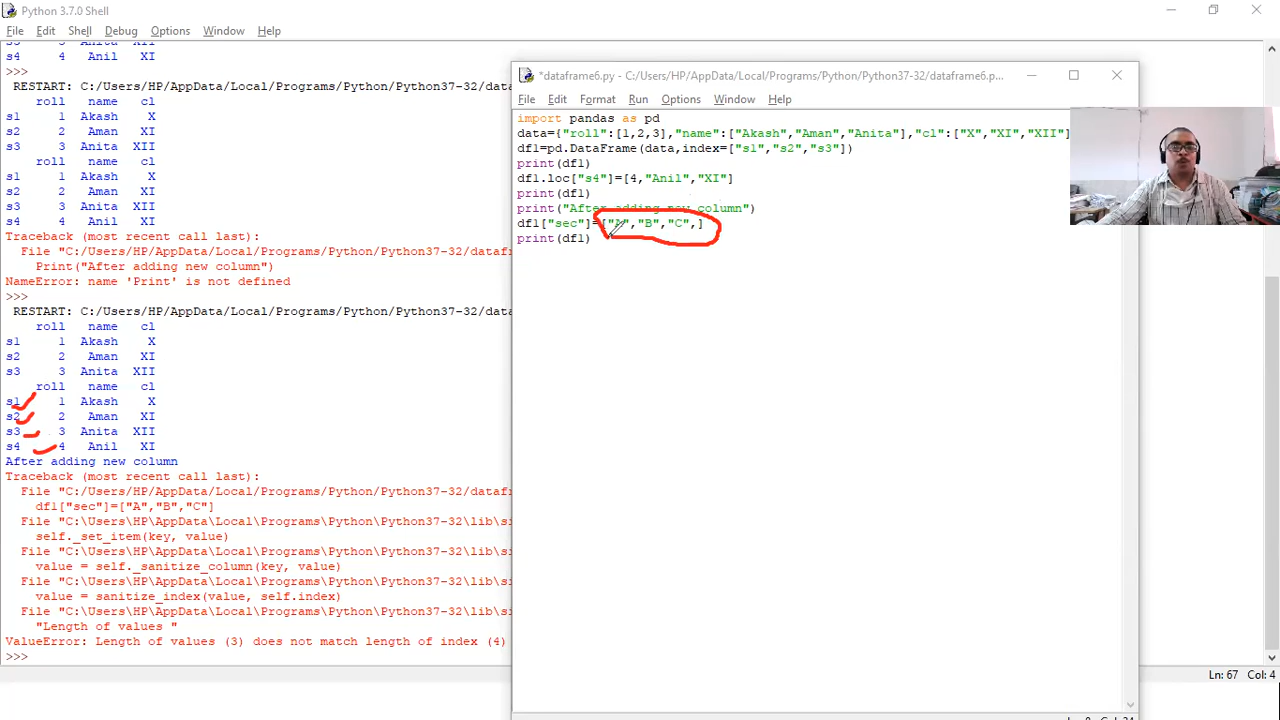 Python 3.7.0 Shell
File Edit Shell Debug Options Window Help
s4 4 Anil XI
>>>
RESTART: C:/Users/HP/AppData/Local/Programs/Python/Python37-32/dataf
roll name cl
s1 1 Akash X
s2 2 Aman XI
s3 3 Anita XII
roll name cl
s1 1 Akash X
s2 2 Aman XI
s3 3 Anita XII
s4 4 Anil XI
Traceback (most recent call last):
File "C:/Users/HP/AppData/Local/Programs/Python/Python37-32/datafr
Print("After adding new column")
NameError: name 'Print' is not defined
>>>
RESTART: C:/Users/HP/AppData/Local/Programs/Python/Python37-32/dataf
roll name cl
s1 1 Akash X
s2 2 Aman XI
s3 3 Anita XII
roll name cl
s1 1 Akash X
s2 2 Aman XI
s3 3 Anita XII
s4 4 Anil XI
After adding new column
Traceback (most recent call last):
File "C:/Users/HP/AppData/Local/Programs/Python/Python37-32/datafr
df1["sec"]=["A","B","C"]
File "C:\Users\HP\AppData\Local\Programs\Python\Python37-32\lib\si
self._set_item(key, value)
File "C:\Users\HP\AppData\Local\Programs\Python\Python37-32\lib\si
value = self._sanitize_column(key, value)
File "C:\Users\HP\AppData\Local\Programs\Python\Python37-32\lib\si
value = sanitize_index(value, self.index)
File "C:\Users\HP\AppData\Local\Programs\Python\Python37-32\lib\si
"Length of values "
ValueError: Length of values (3) does not match length of index (4)
>>>
*dataframe6.py - C:/Users/HP/AppData/Local/Programs/Python/Python37-32/dataframe6.p...
File Edit Format Run Options Window Help
import pandas as pd
data={"roll":[1,2,3],"name":["Akash","Aman","Anita"],"cl":["X","XI","XII"]
df1=pd.DataFrame(data,index=["s1","s2","s3"])
print(df1)
df1.loc["s4"]=[4,"Anil","XI"]
print(df1)
print("After adding new column")
df1["sec"]=["A","B","C",]
print(df1)
Ln: 67 Col: 4